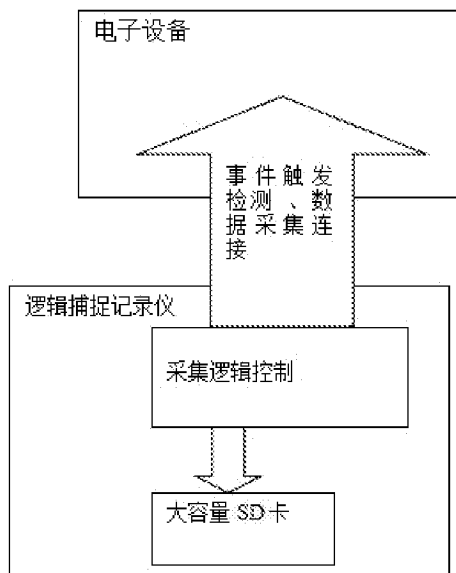 电子设备
事件触发
检测、数
据采集连
接
逻辑捕捉记录仪
采集逻辑控制
大容量 SD 卡